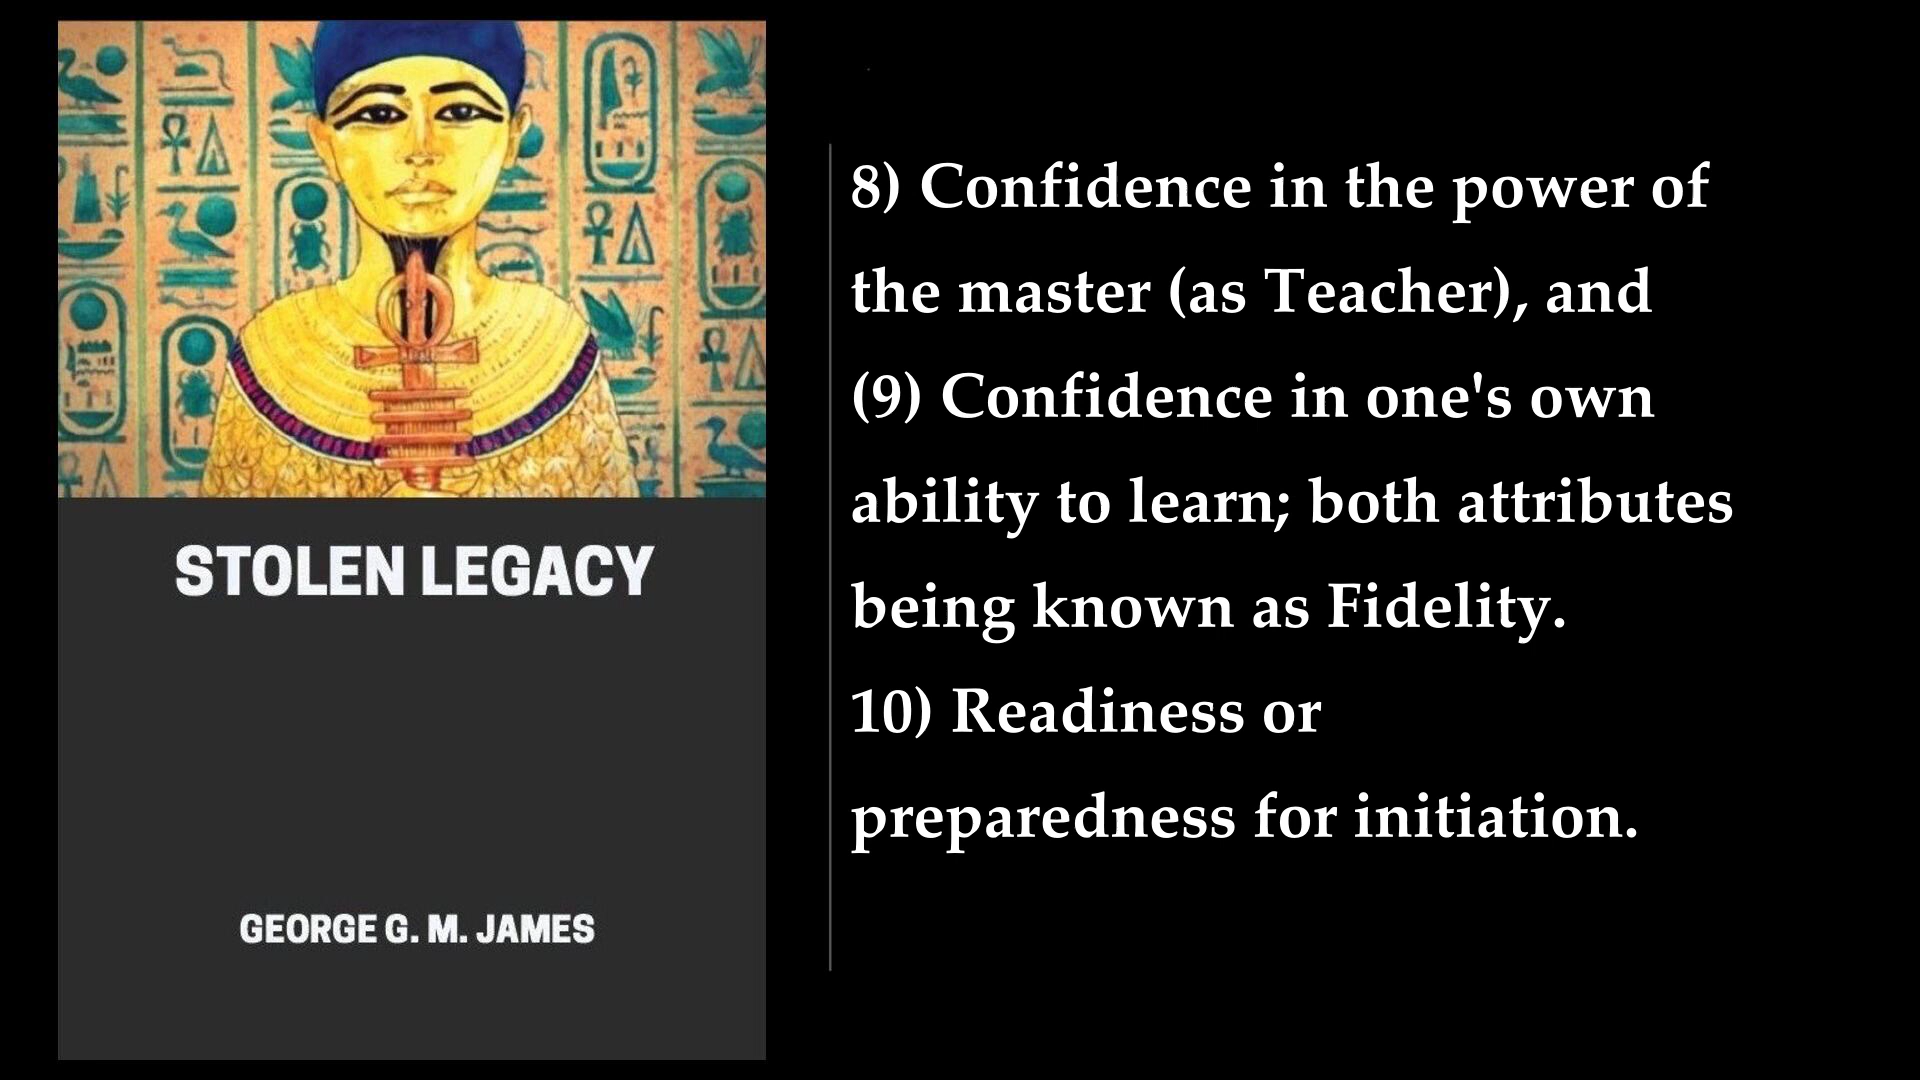 STOLEN LEGACY
GEORGE G. M. JAMES
8) Confidence in the power of
the master (as Teacher), and
(9) Confidence in one's own
ability to learn; both attributes
being known as Fidelity.
10) Readiness or
preparedness for initiation.